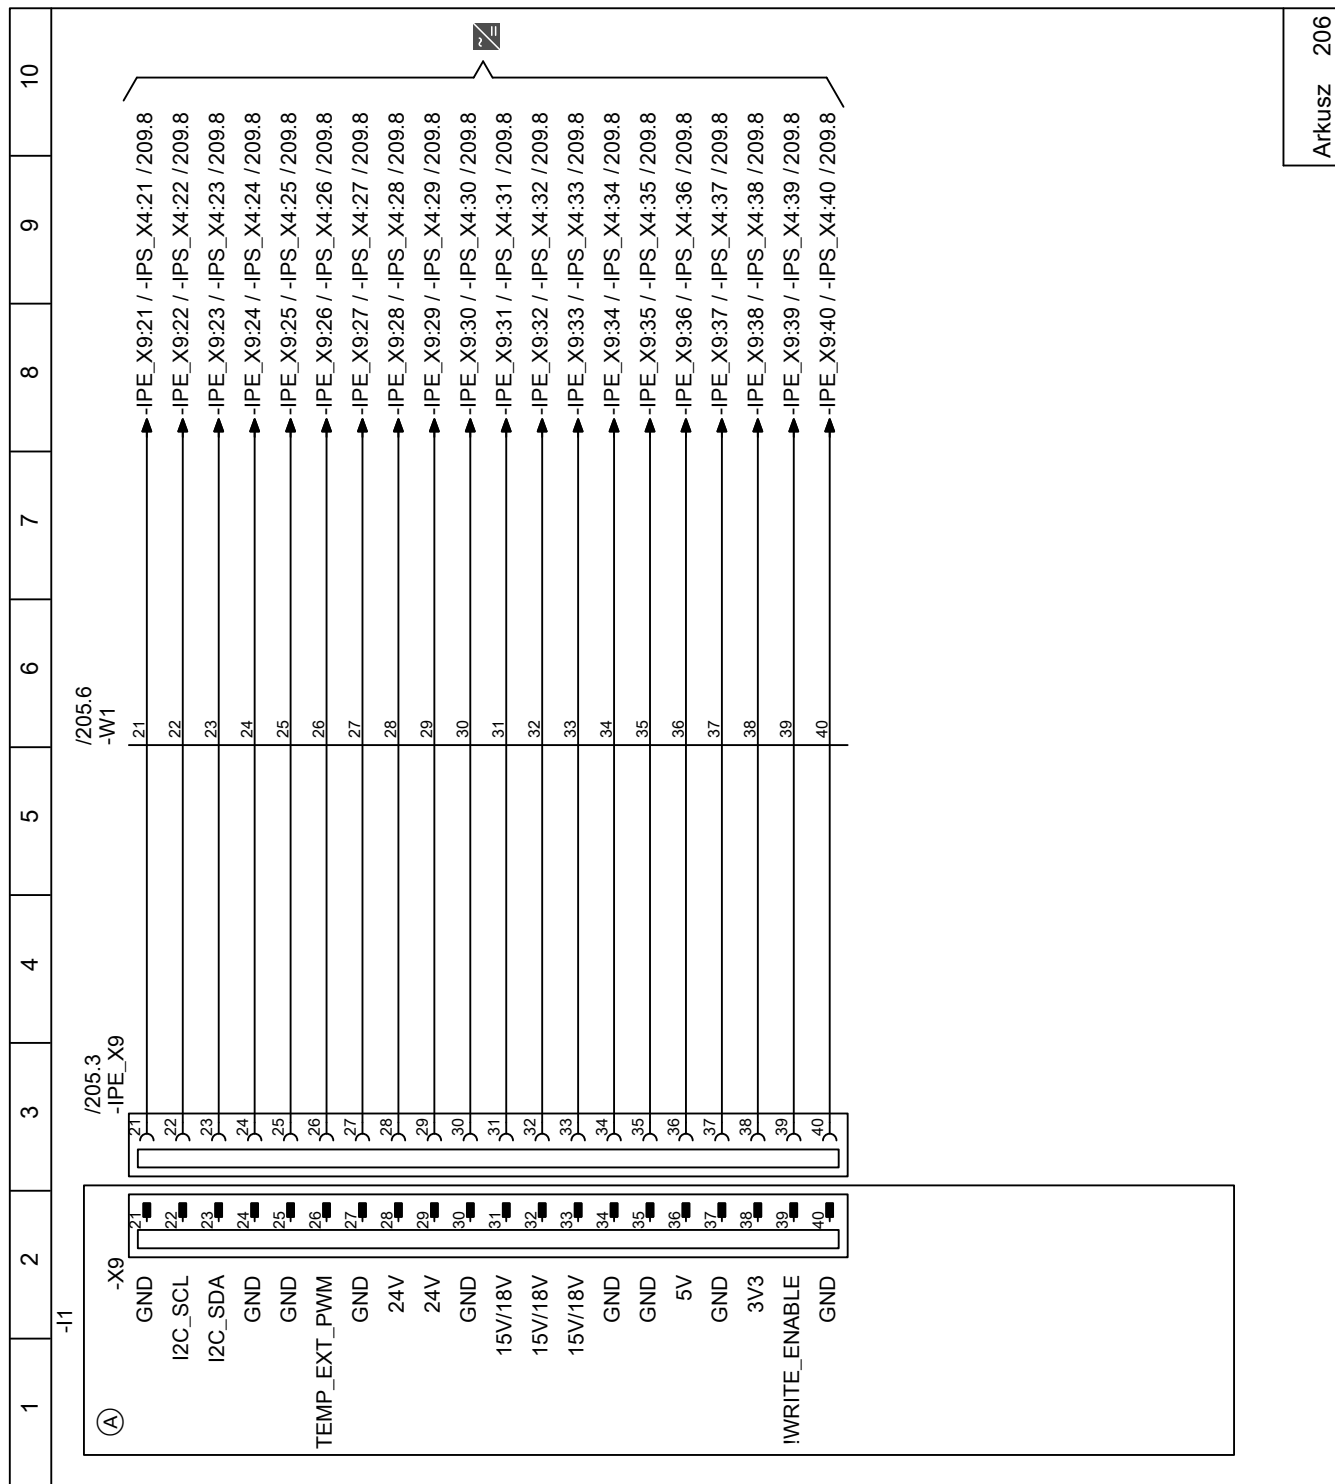 10
9
8
7
6
5
4
3
2
1
Arkusz 206
-IPE_X9:21 / -IPS_X4:21 / 209.8
-IPE_X9:22 / -IPS_X4:22 / 209.8
-IPE_X9:23 / -IPS_X4:23 / 209.8
-IPE_X9:24 / -IPS_X4:24 / 209.8
-IPE_X9:25 / -IPS_X4:25 / 209.8
-IPE_X9:26 / -IPS_X4:26 / 209.8
-IPE_X9:27 / -IPS_X4:27 / 209.8
-IPE_X9:28 / -IPS_X4:28 / 209.8
-IPE_X9:29 / -IPS_X4:29 / 209.8
-IPE_X9:30 / -IPS_X4:30 / 209.8
-IPE_X9:31 / -IPS_X4:31 / 209.8
-IPE_X9:32 / -IPS_X4:32 / 209.8
-IPE_X9:33 / -IPS_X4:33 / 209.8
-IPE_X9:34 / -IPS_X4:34 / 209.8
-IPE_X9:35 / -IPS_X4:35 / 209.8
-IPE_X9:36 / -IPS_X4:36 / 209.8
-IPE_X9:37 / -IPS_X4:37 / 209.8
-IPE_X9:38 / -IPS_X4:38 / 209.8
-IPE_X9:39 / -IPS_X4:39 / 209.8
-IPE_X9:40 / -IPS_X4:40 / 209.8
/205.6
-W1
21
22
23
24
25
26
27
28
29
30
31
32
33
34
35
36
37
38
39
40
/205.3
-IPE_X9
21
22
23
24
25
26
27
28
29
30
31
32
33
34
35
36
37
38
39
40
-I1
-X9
21
22
23
24
25
26
27
28
29
30
31
32
33
34
35
36
37
38
39
40
GND
I2C_SCL
I2C_SDA
GND
GND
TEMP_EXT_PWM
GND
24V
24V
GND
15V/18V
15V/18V
15V/18V
GND
GND
5V
GND
3V3
!WRITE_ENABLE
GND
A